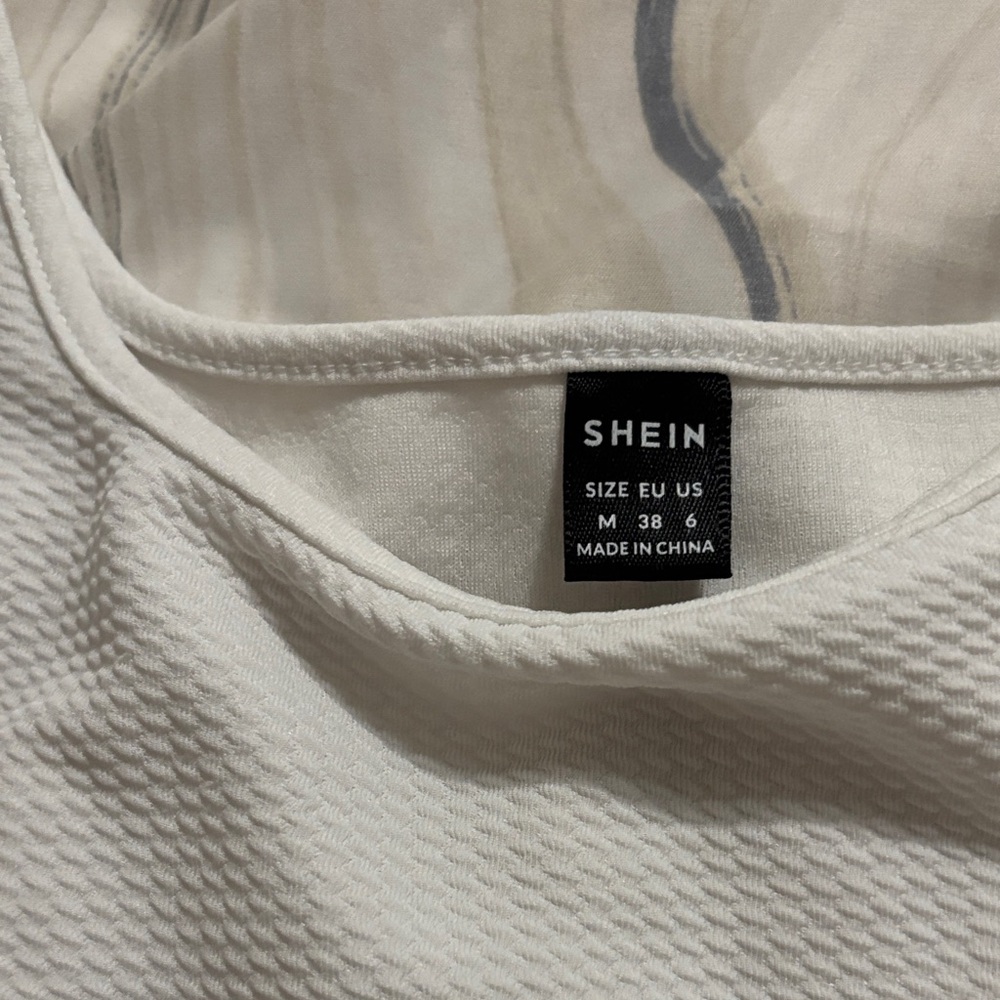 SHEIN
SIZE EU US
M 38 6
MADE IN CHINA